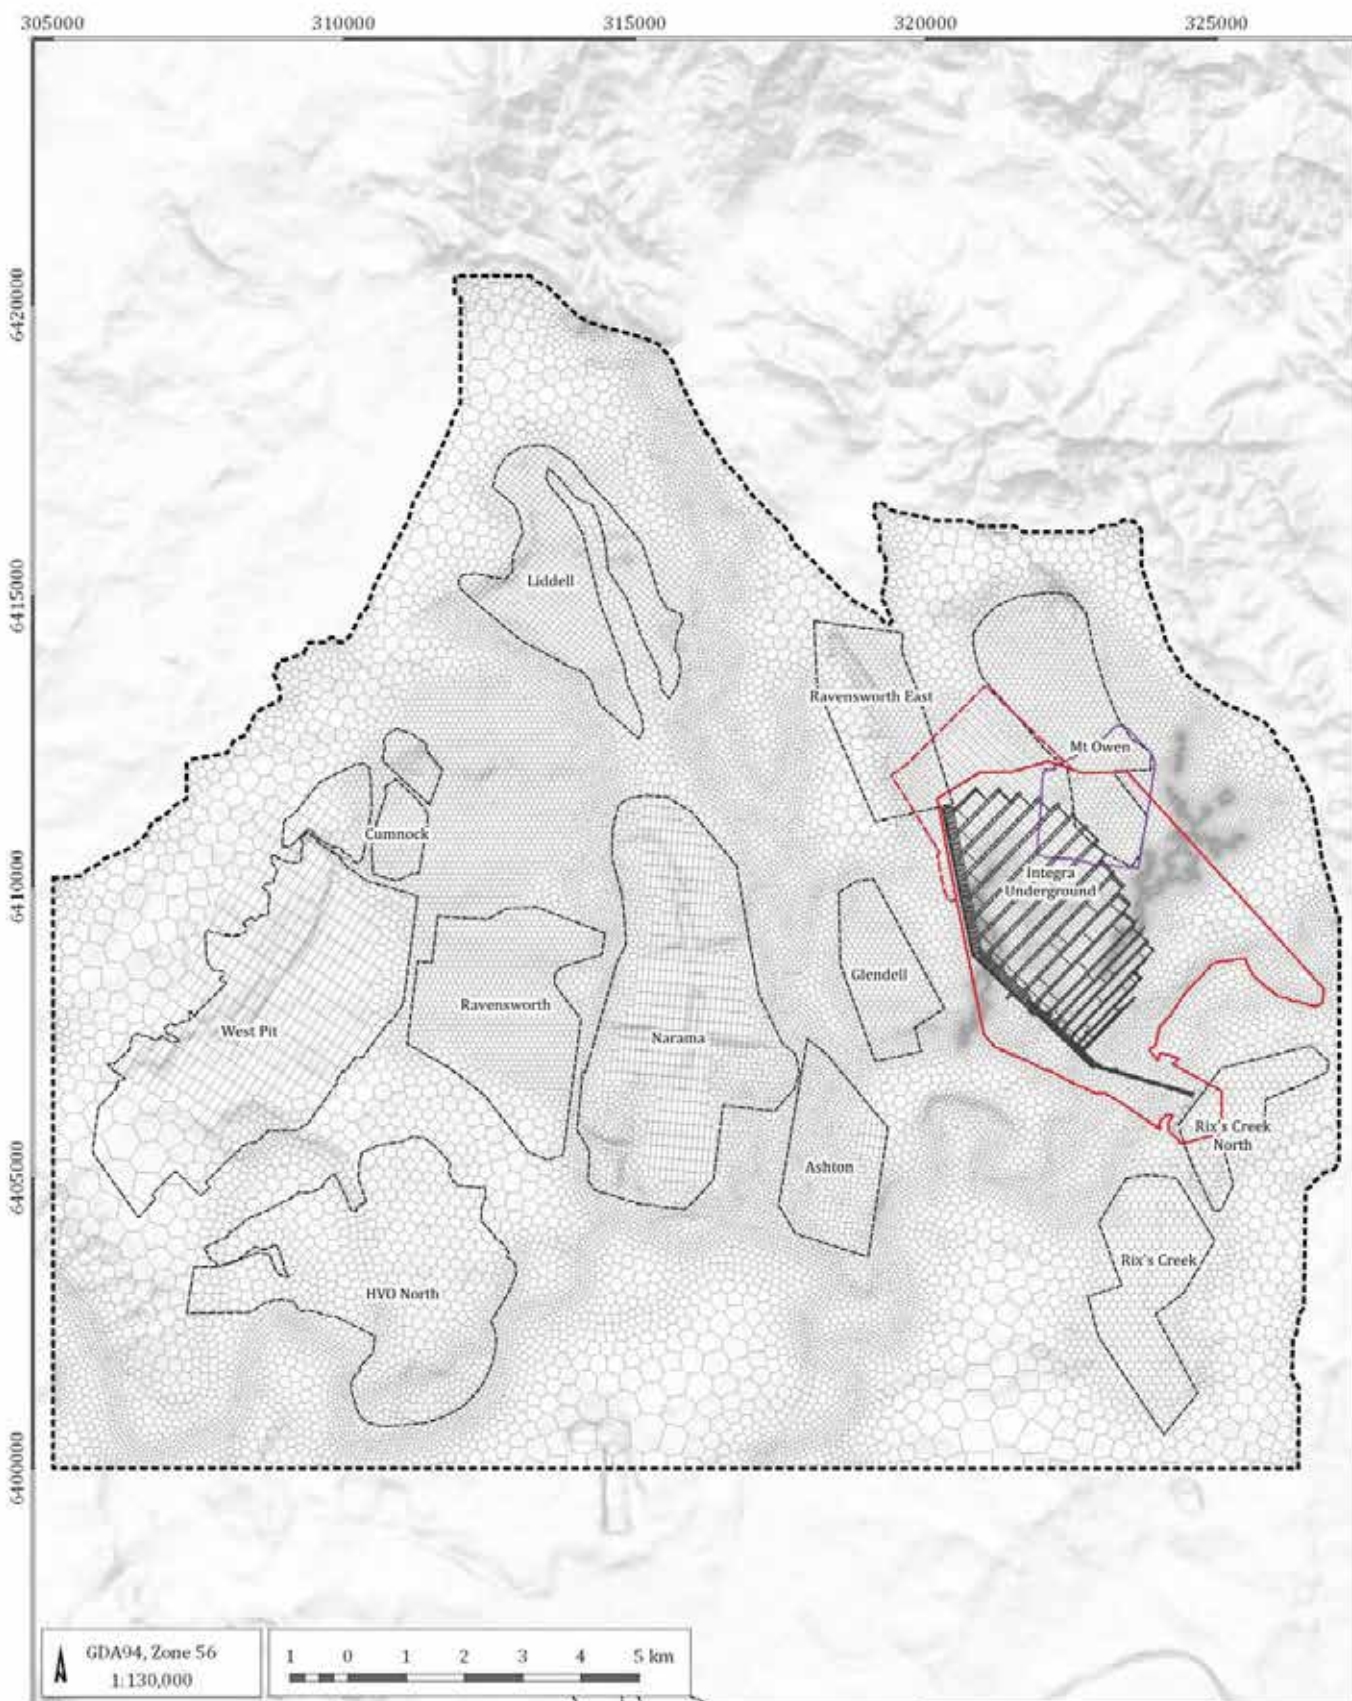 305000
310000
315000
320000
325000
6420000
6415000
6410000
6405000
6400000
Liddell
Ravensworth East
Mt Owen
Cumnock
Integra
Underground
Glendell
Ravensworth
West Pit
Narama
Rix's Creek
North
Ashton
Rix's Creek
HVO North
GDA94, Zone 56
1:130,000
1 0 1 2 3 4 5 km